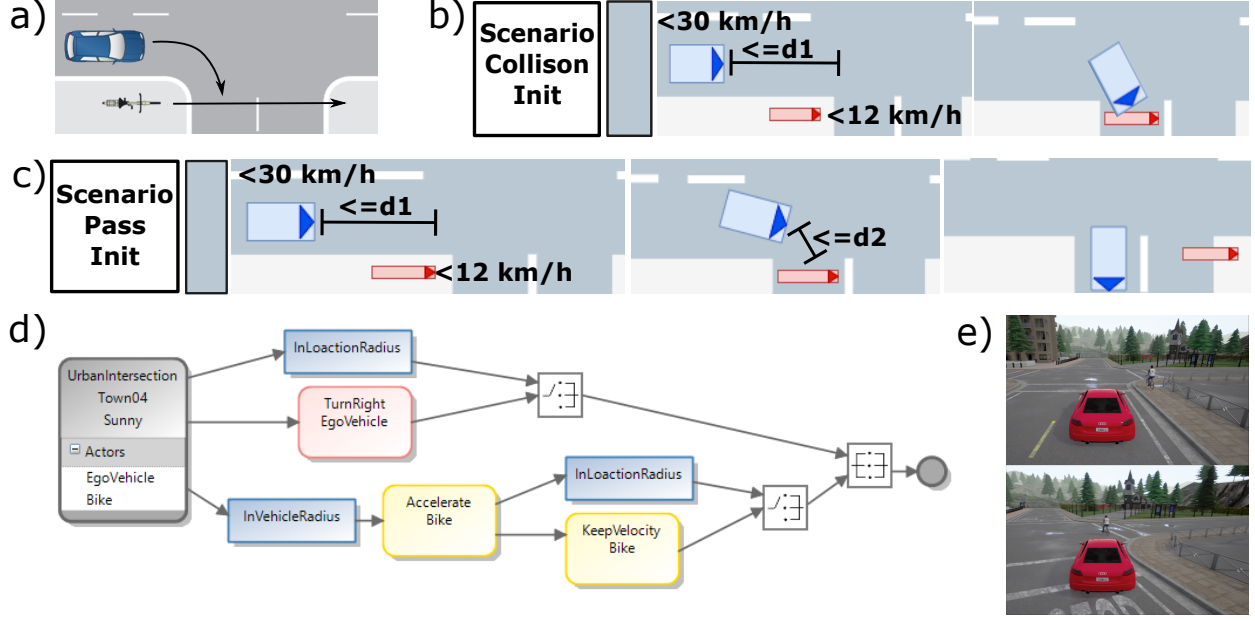 a)
b)
Scenario
Collison
Init
<30 km/h
<=d1
<12 km/h
c)
Scenario
Pass
Init
<30 km/h
<=d1
<12 km/h
<=d2
d)
UrbanIntersection
Town04
Sunny
Actors
EgoVehicle
Bike
InLoactionRadius
TurnRight
EgoVehicle
InVehicleRadius
Accelerate
Bike
InLoactionRadius
KeepVelocity
Bike
e)